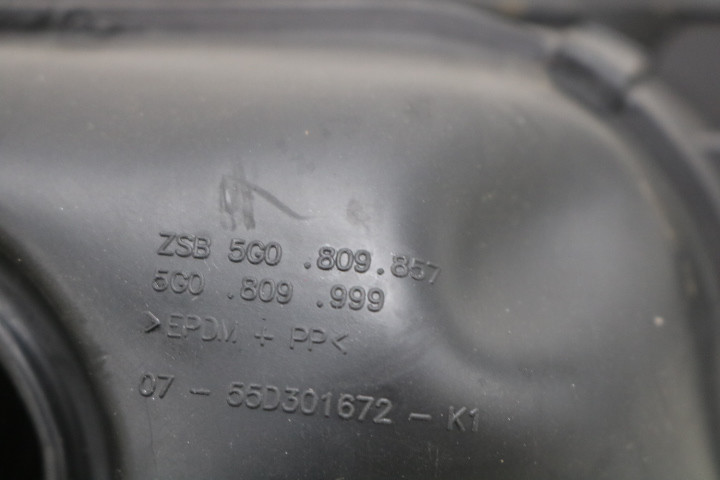 ZSB 5G0 .809.857
5G0 .809 .999
>EPDM + PP<
07 - 55D301672 - K1